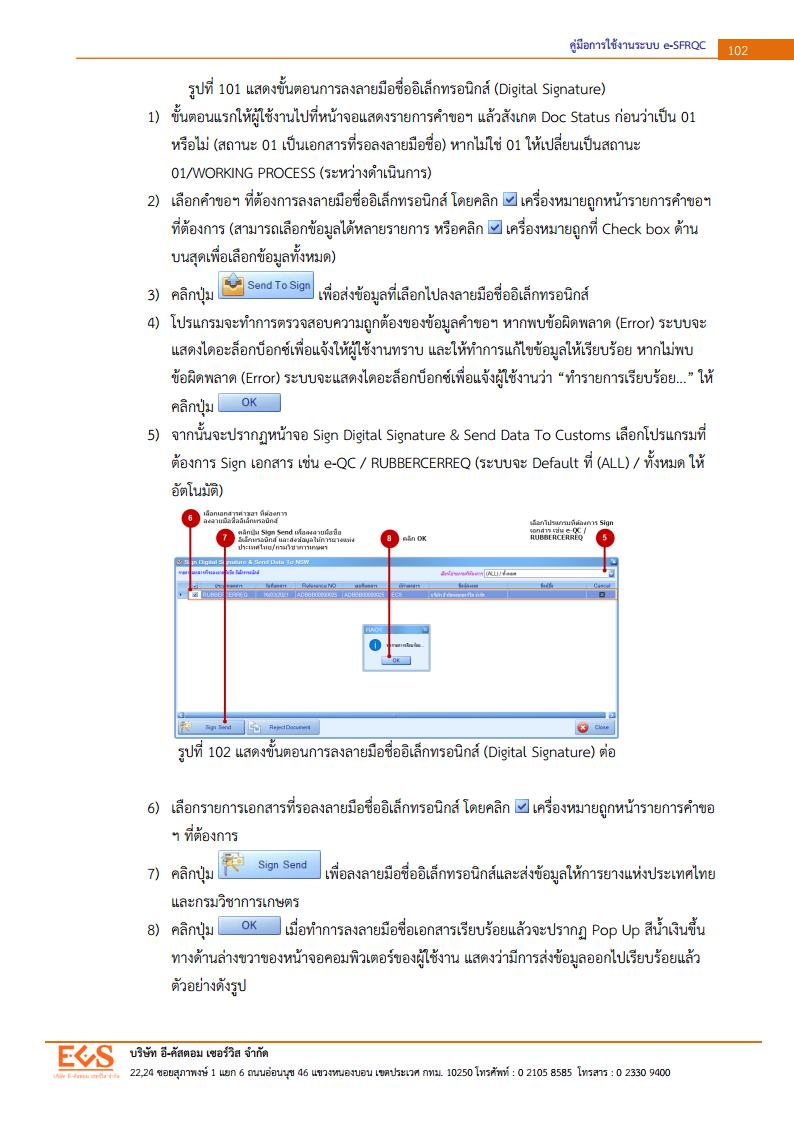 คู่มือการใช้งานระบบ e-SFRQC 102
รูปที่ 101 แสดงขั้นตอนการลงลายมือชื่ออิเล็กทรอนิกส์ (Digital Signature)
1) ขั้นตอนแรกให้ผู้ใช้งานไปที่หน้าจอแสดงรายการคำขอฯ แล้วสังเกต Doc Status ก่อนว่าเป็น 01
หรือไม่ (สถานะ 01 เป็นเอกสารที่รอลงลายมือชื่อ) หากไม่ใช่ 01 ให้เปลี่ยนเป็นสถานะ
01/WORKING PROCESS (ระหว่างดำเนินการ)
2) เลือกคำขอฯ ที่ต้องการลงลายมือชื่ออิเล็กทรอนิกส์ โดยคลิก เครื่องหมายถูกหน้ารายการคำขอฯ
ที่ต้องการ (สามารถเลือกข้อมูลได้หลายรายการ หรือคลิก เครื่องหมายถูกที่ Check box ด้าน
บนสุดเพื่อเลือกข้อมูลทั้งหมด)
3) คลิกปุ่ม Send To Sign เพื่อส่งข้อมูลที่เลือกไปลงลายมือชื่ออิเล็กทรอนิกส์
4) โปรแกรมจะทำการตรวจสอบความถูกต้องของข้อมูลคำขอฯ หากพบข้อผิดพลาด (Error) ระบบจะ
แสดงไดอะล็อกบ็อกซ์เพื่อแจ้งให้ผู้ใช้งานทราบ และให้ทำการแก้ไขข้อมูลให้เรียบร้อย หากไม่พบ
ข้อผิดพลาด (Error) ระบบจะแสดงไดอะล็อกบ็อกซ์เพื่อแจ้งผู้ใช้งานว่า “ทำรายการเรียบร้อย...” ให้
คลิกปุ่ม OK
5) จากนั้นจะปรากฏหน้าจอ Sign Digital Signature & Send Data To Customs เลือกโปรแกรมที่
ต้องการ Sign เอกสาร เช่น e-QC / RUBBERCERREQ (ระบบจะ Default ที่ (ALL) / ทั้งหมด ให้
อัตโนมัติ)
6 เลือกเอกสารคำขอฯ ที่ต้องการ
ลงลายมือชื่ออิเล็กทรอนิกส์
7 คลิกปุ่ม Sign Send เพื่อลงลายมือชื่อ
อิเล็กทรอนิกส์ และส่งข้อมูลให้การยางแห่ง
ประเทศไทย/กรมวิชาการเกษตร
8 คลิก OK
เลือกโปรแกรมที่ต้องการ Sign
เอกสาร เช่น e-QC /
RUBBERCERREQ
5
Sign Digital Signature & Send Data To NSW
(ALL) / ทั้งหมด
ประเภทเอกสาร วันที่เอกสาร Reference NO เลขที่เอกสาร ชื่อผู้ส่งออก ชื่อผู้ซื้อ Cancel
RUBBERCERREQ 16/03/2021 ADBBB00000025 ADBBB00000025 ECS
OK
Sign Send Reject Document Close
รูปที่ 102 แสดงขั้นตอนการลงลายมือชื่ออิเล็กทรอนิกส์ (Digital Signature) ต่อ
6) เลือกรายการเอกสารที่รอลงลายมือชื่ออิเล็กทรอนิกส์ โดยคลิก เครื่องหมายถูกหน้ารายการคำขอ
ฯ ที่ต้องการ
7) คลิกปุ่ม Sign Send เพื่อลงลายมือชื่ออิเล็กทรอนิกส์และส่งข้อมูลให้การยางแห่งประเทศไทย
และกรมวิชาการเกษตร
8) คลิกปุ่ม OK เมื่อทำการลงลายมือชื่อเอกสารเรียบร้อยแล้วจะปรากฏ Pop Up สีน้ำเงินขึ้น
ทางด้านล่างขวาของหน้าจอคอมพิวเตอร์ของผู้ใช้งาน แสดงว่ามีการส่งข้อมูลออกไปเรียบร้อยแล้ว
ตัวอย่างดังรูป
ECS
บริษัท อี-คัสตอม เซอร์วิส จำกัด
บริษัท อี-คัสตอม เซอร์วิส จำกัด
22,24 ซอยสุภาพงษ์ 1 แยก 6 ถนนอ่อนนุช 46 แขวงหนองบอน เขตประเวศ กทม. 10250 โทรศัพท์ : 0 2105 8585 โทรสาร : 0 2330 9400